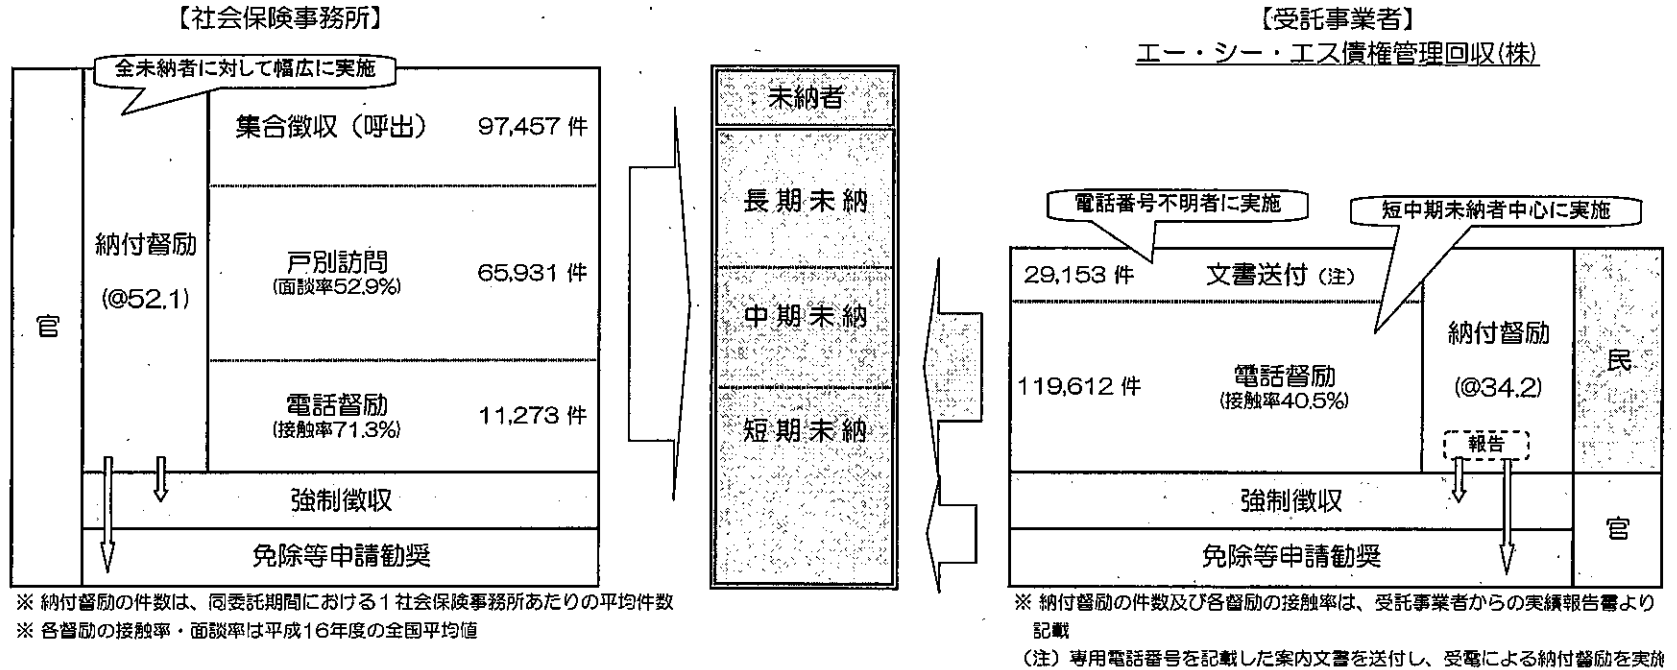 【社会保険事務所】
全未納者に対して幅広に実施
官
納付督励
(@52.1)
集合徴収（呼出） 97,457 件
戸別訪問 65,931 件
(面談率52.9%)
電話督励 11,273 件
(接触率71.3%)
強制徴収
免除等申請勧奨
※ 納付督励の件数は、同委託期間における１社会保険事務所あたりの平均件数
※ 各督励の接触率・面談率は平成16年度の全国平均値
未納者
長期未納
中期未納
短期未納
【受託事業者】
エー・シー・エス債権管理回収(株)
電話番号不明者に実施
短中期未納者中心に実施
29,153 件 文書送付（注）
119,612 件 電話督励
(接触率40.5%)
納付督励
(@34.2)
報告
民
強制徴収
免除等申請勧奨
官
※ 納付督励の件数及び各督励の接触率は、受託事業者からの実績報告書より
記載
（注）専用電話番号を記載した案内文書を送付し、受電による納付督励を実施